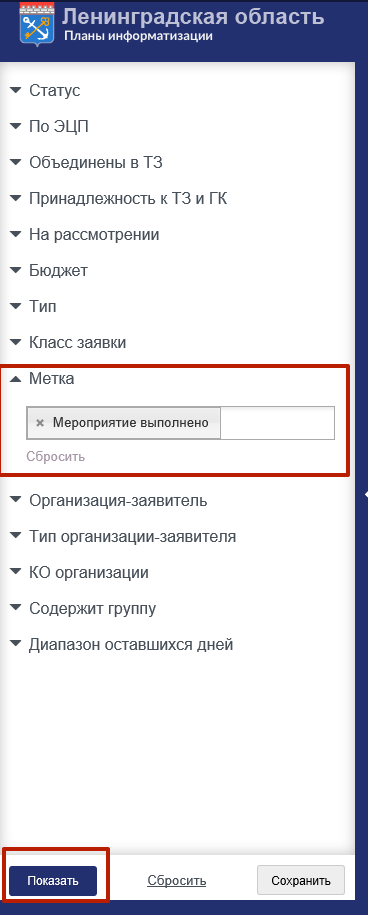 Ленинградская область
Планы информатизации
Статус
По ЭЦП
Объединены в ТЗ
Принадлежность к ТЗ и ГК
На рассмотрении
Бюджет
Тип
Класс заявки
Метка
× Мероприятие выполнено
Сбросить
Организация-заявитель
Тип организации-заявителя
КО организации
Содержит группу
Диапазон оставшихся дней
Показать Сбросить Сохранить